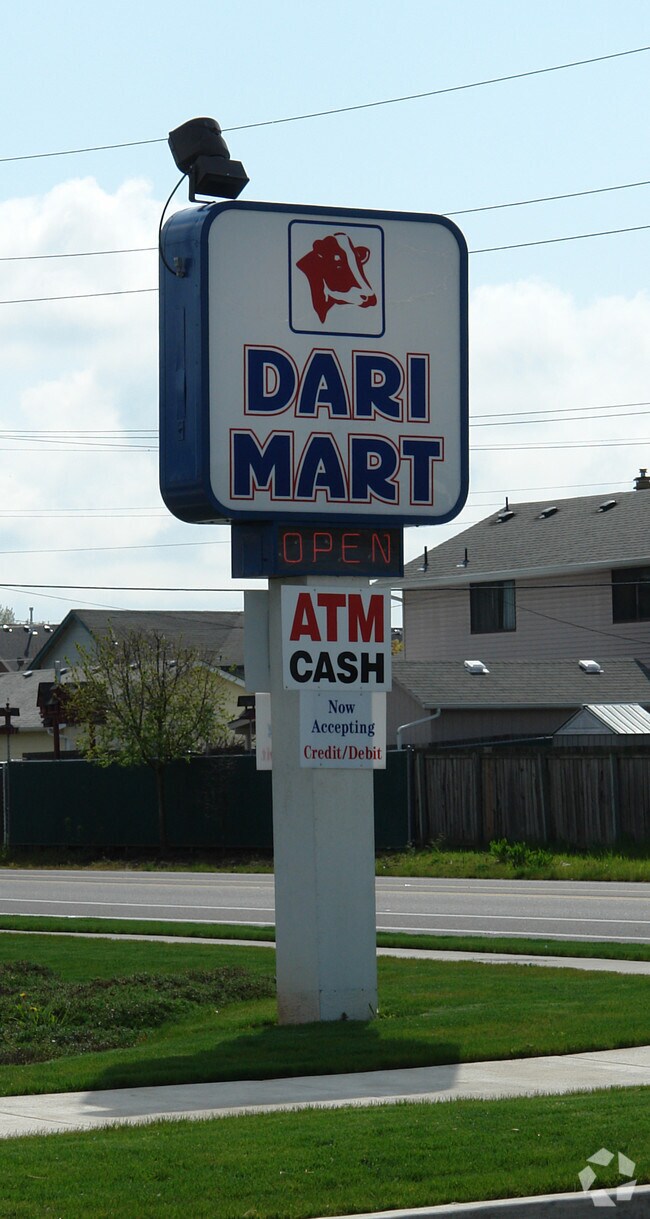 DARI
MART
OPEN
ATM
CASH
Now
Accepting
Credit/Debit